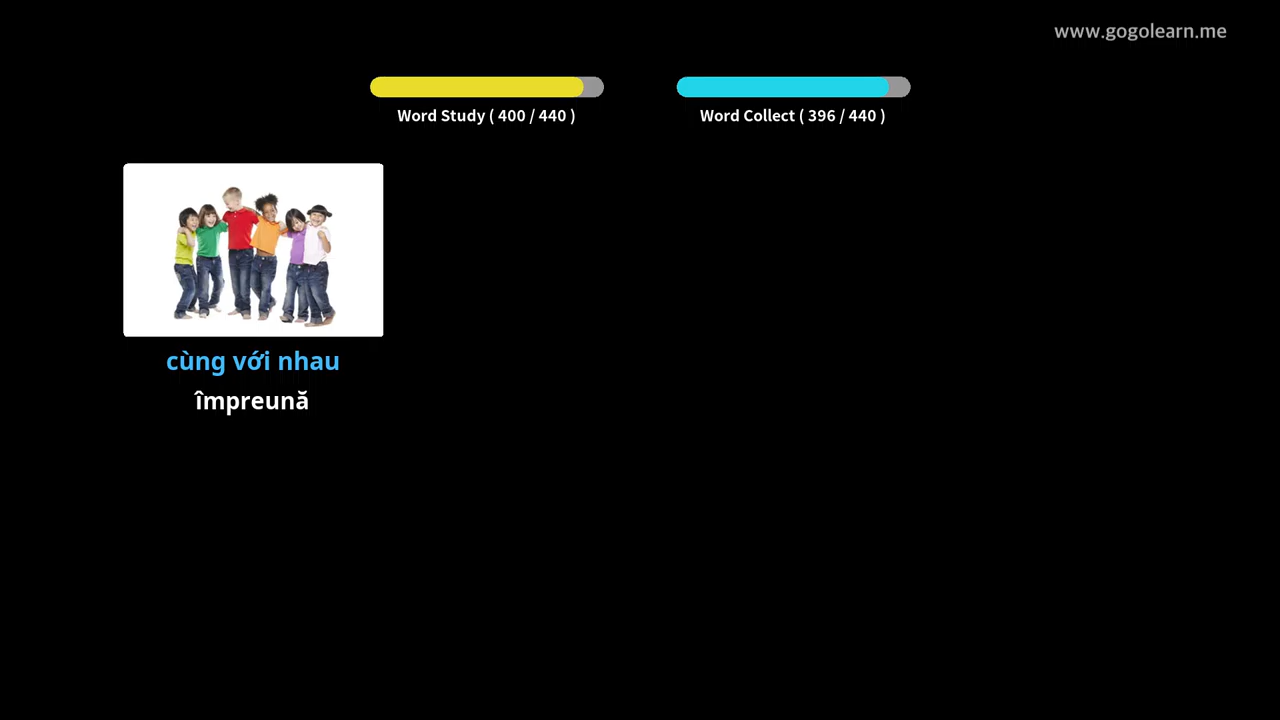 www.gogolearn.me
Word Study ( 400 / 440 )
Word Collect ( 396 / 440 )
cùng với nhau
împreună